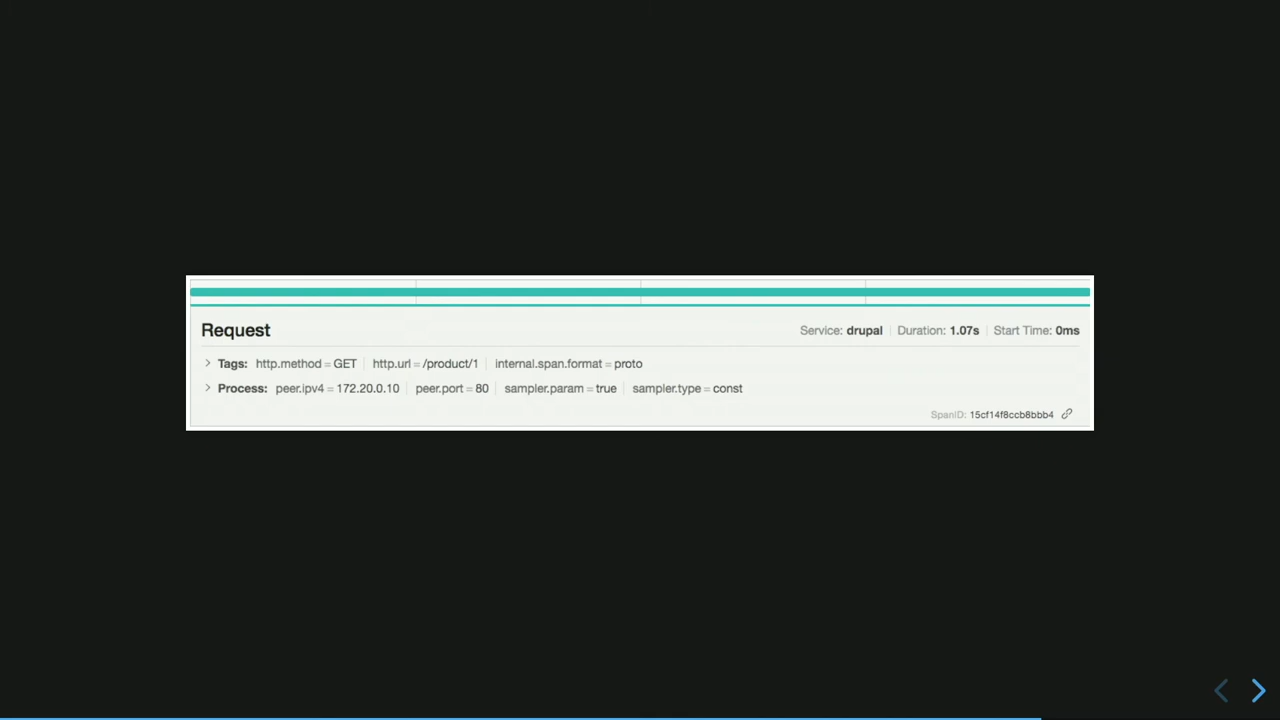 Request Service: drupal Duration: 1.07s Start Time: 0ms
Tags: http.method = GET http.url = /product/1 internal.span.format = proto
Process: peer.ipv4 = 172.20.0.10 peer.port = 80 sampler.param = true sampler.type = const
SpanID: 15cf14f8ccb8bbb4